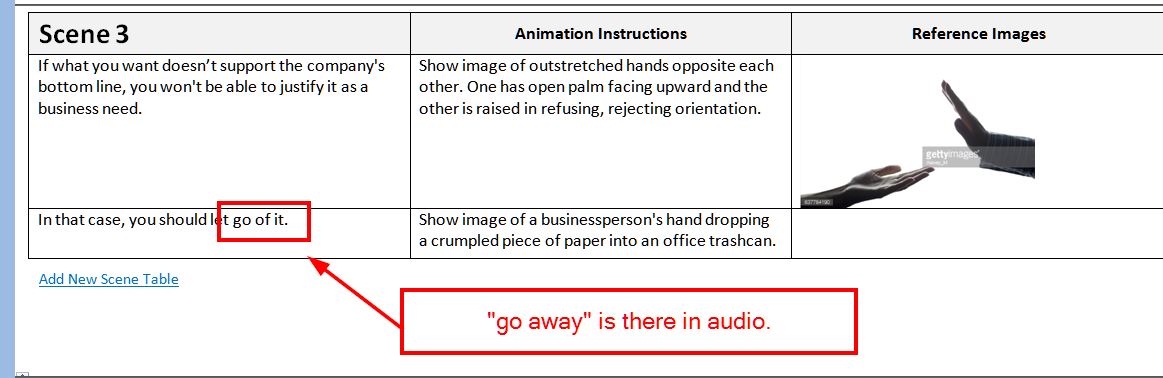 Scene 3
Animation Instructions
Reference Images
If what you want doesn’t support the company's
bottom line, you won't be able to justify it as a
business need.
Show image of outstretched hands opposite each
other. One has open palm facing upward and the
other is raised in refusing, rejecting orientation.
gettyimages
637784190
In that case, you should let go of it.
Show image of a businessperson's hand dropping
a crumpled piece of paper into an office trashcan.
Add New Scene Table
"go away" is there in audio.